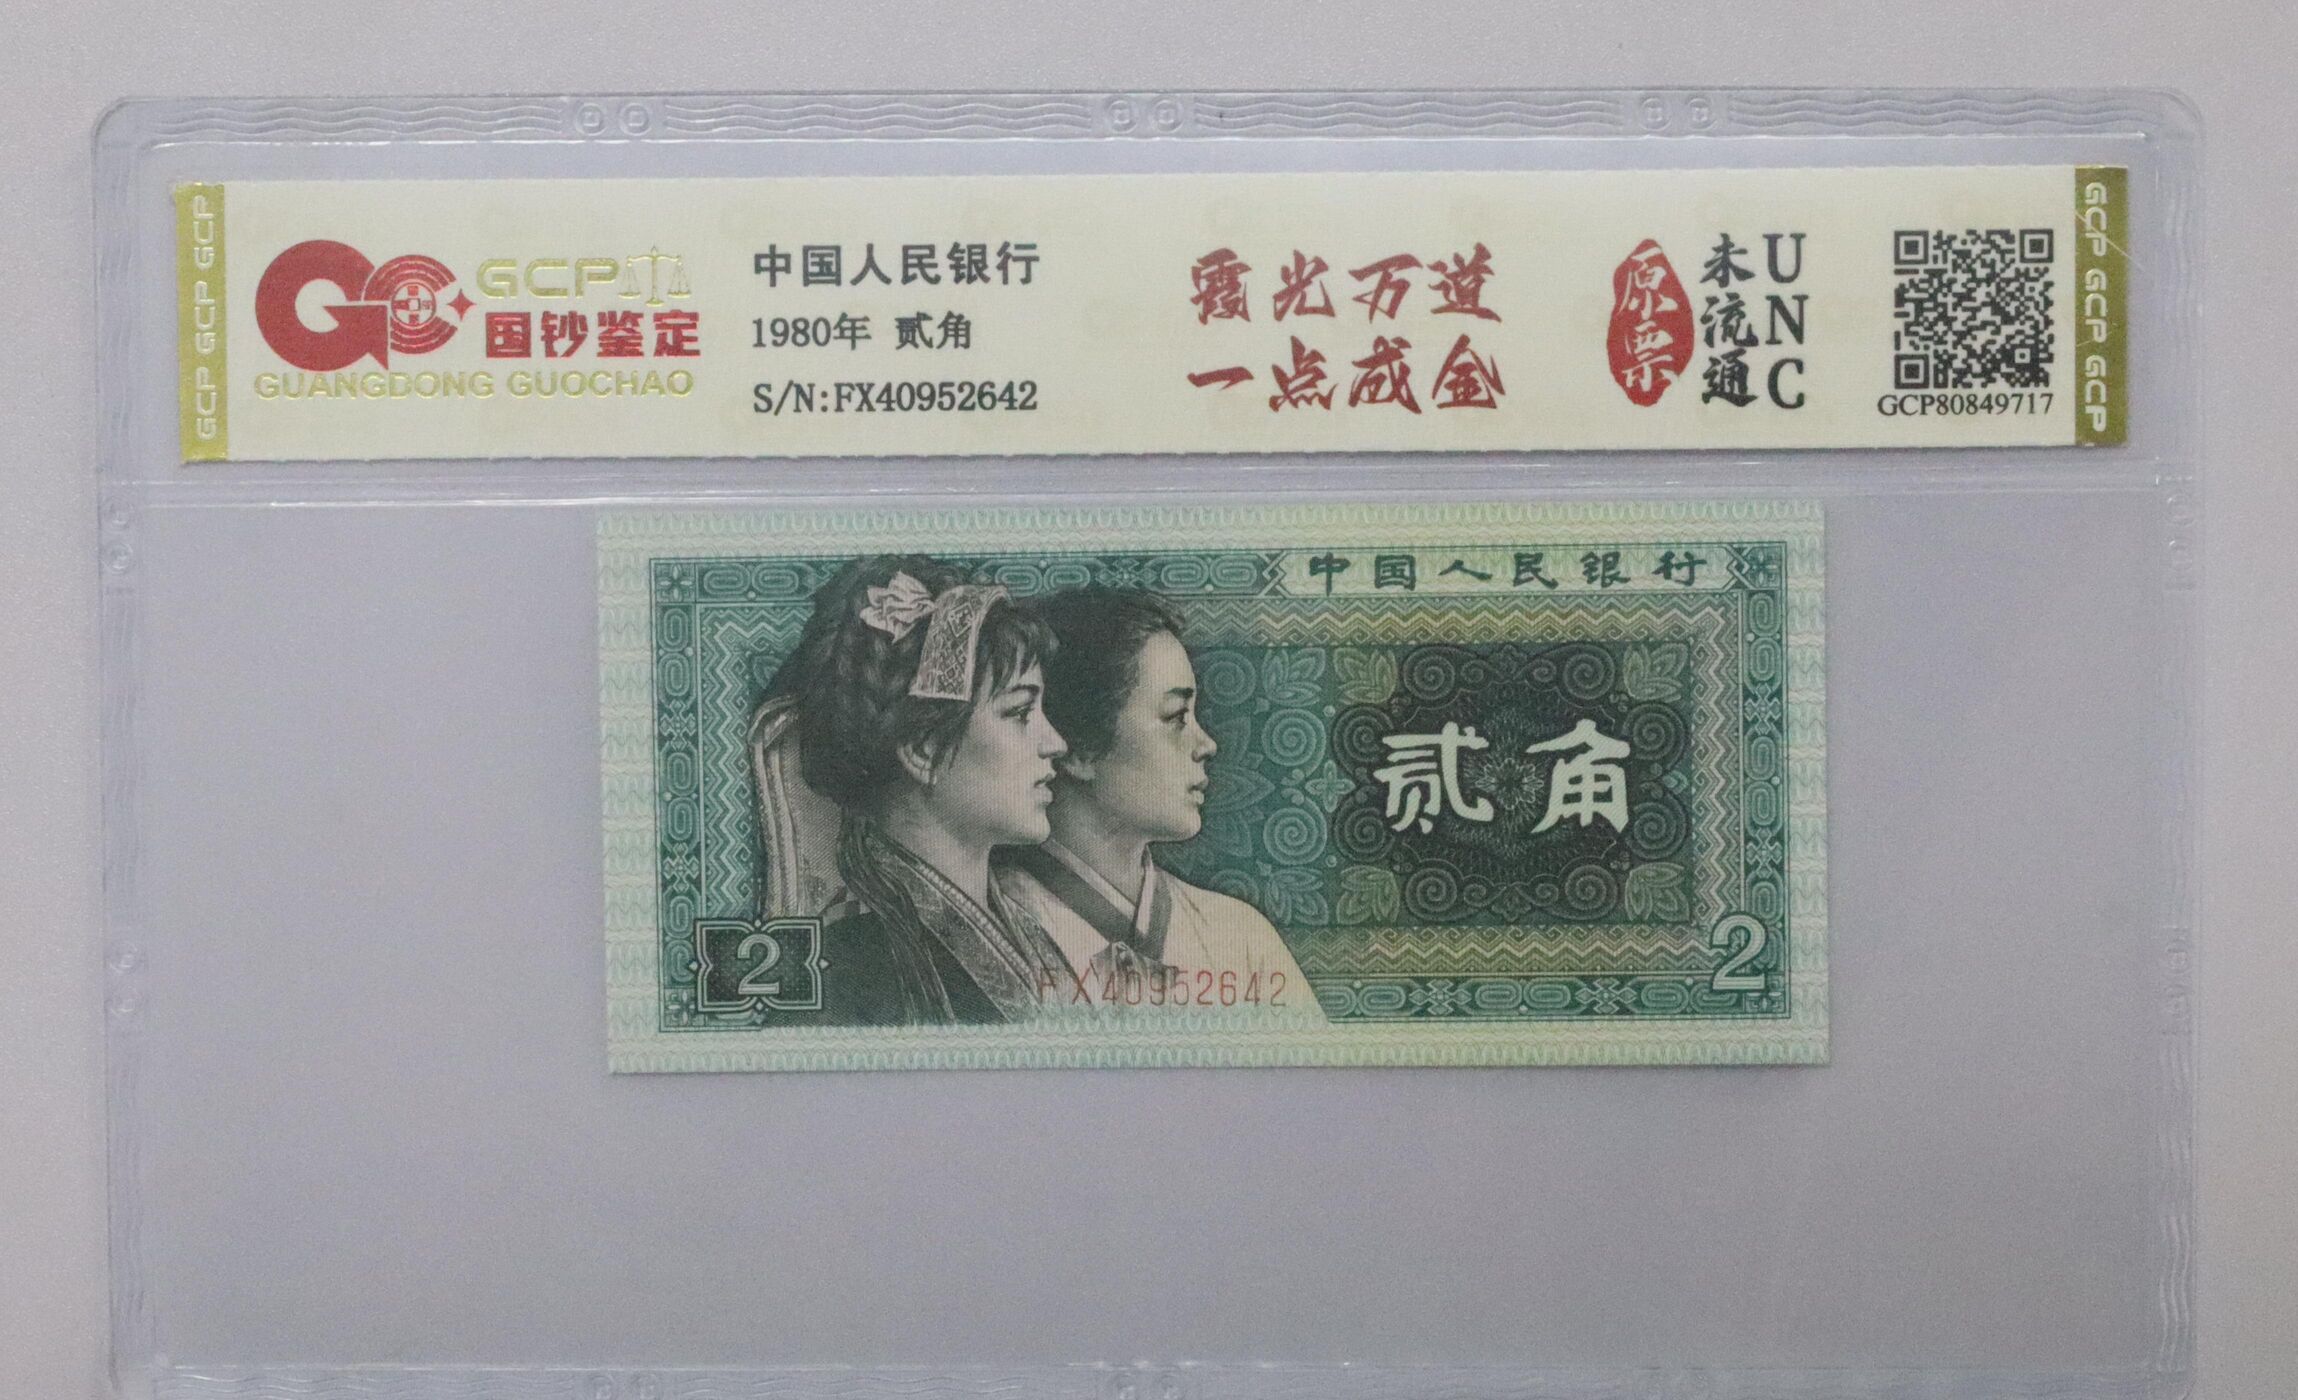 GCP GCP GCP
GCP
国钞鉴定
GUANGDONG GUOCHAO
中国人民银行
1980年 贰角
S/N:FX40952642
霞光万道
一点成金
原票
未流通
UNC
GCP80849717
GCP GCP GCP
中国人民银行
贰角
2
FX40952642
2